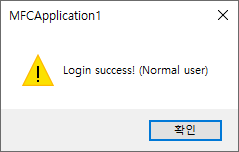 MFCApplication1
Login success! (Normal user)
확인